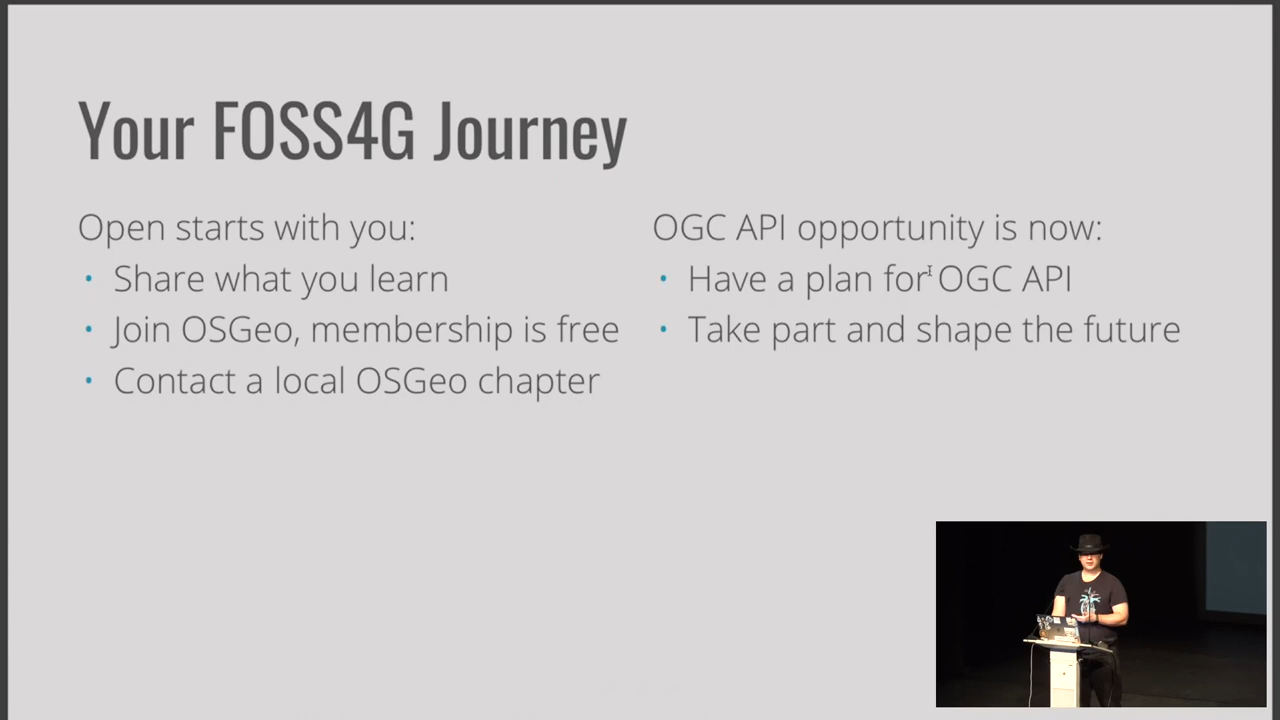 Your FOSS4G Journey
Open starts with you:
• Share what you learn
• Join OSGeo, membership is free
• Contact a local OSGeo chapter
OGC API opportunity is now:
• Have a plan for OGC API
• Take part and shape the future